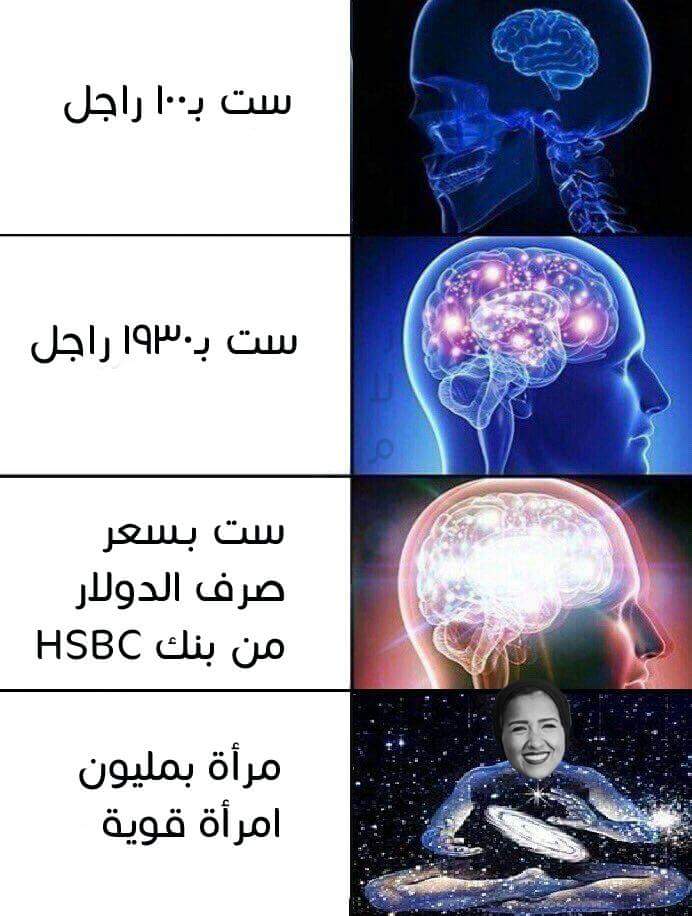 ست بـ١٠٠ راجل
ست بـ١٩٣٠ راجل
ست بسعر
صرف الدولار
من بنك HSBC
مرأة بمليون
امرأة قوية